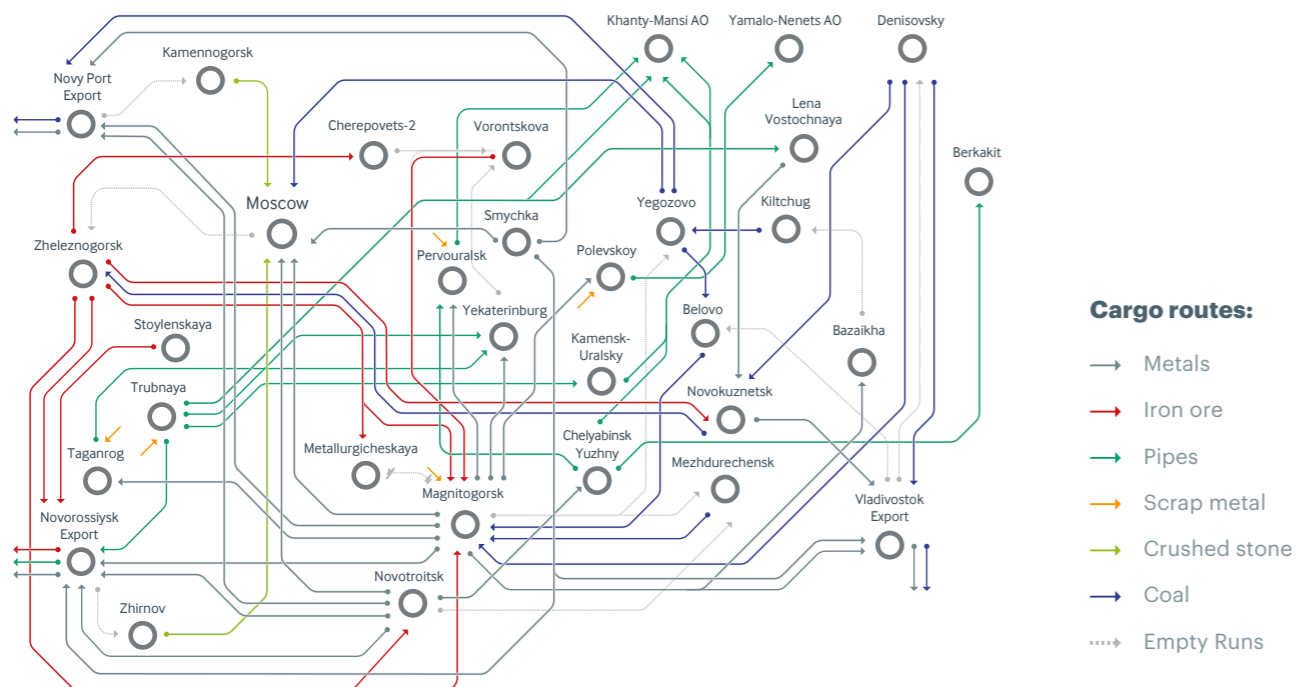 Khanty-Mansi AO
Yamalo-Nenets AO
Denisovsky
Kamennogorsk
Novy Port
Export
Lena
Vostochnaya
Cherepovets-2
Vorontskova
Berkakit
Moscow
Yegozovo
Kiltchug
Smychka
Zheleznogorsk
Pervouralsk
Polevskoy
Yekaterinburg
Belovo
Bazaikha
Stoylenskaya
Kamensk-
Uralsky
Trubnaya
Novokuznetsk
Taganrog
Metallurgicheskaya
Chelyabinsk
Yuzhny
Mezhdurechensk
Magnitogorsk
Vladivostok
Export
Novorossiysk
Export
Novotroitsk
Zhirnov
Cargo routes:
Metals
Iron ore
Pipes
Scrap metal
Crushed stone
Coal
Empty Runs